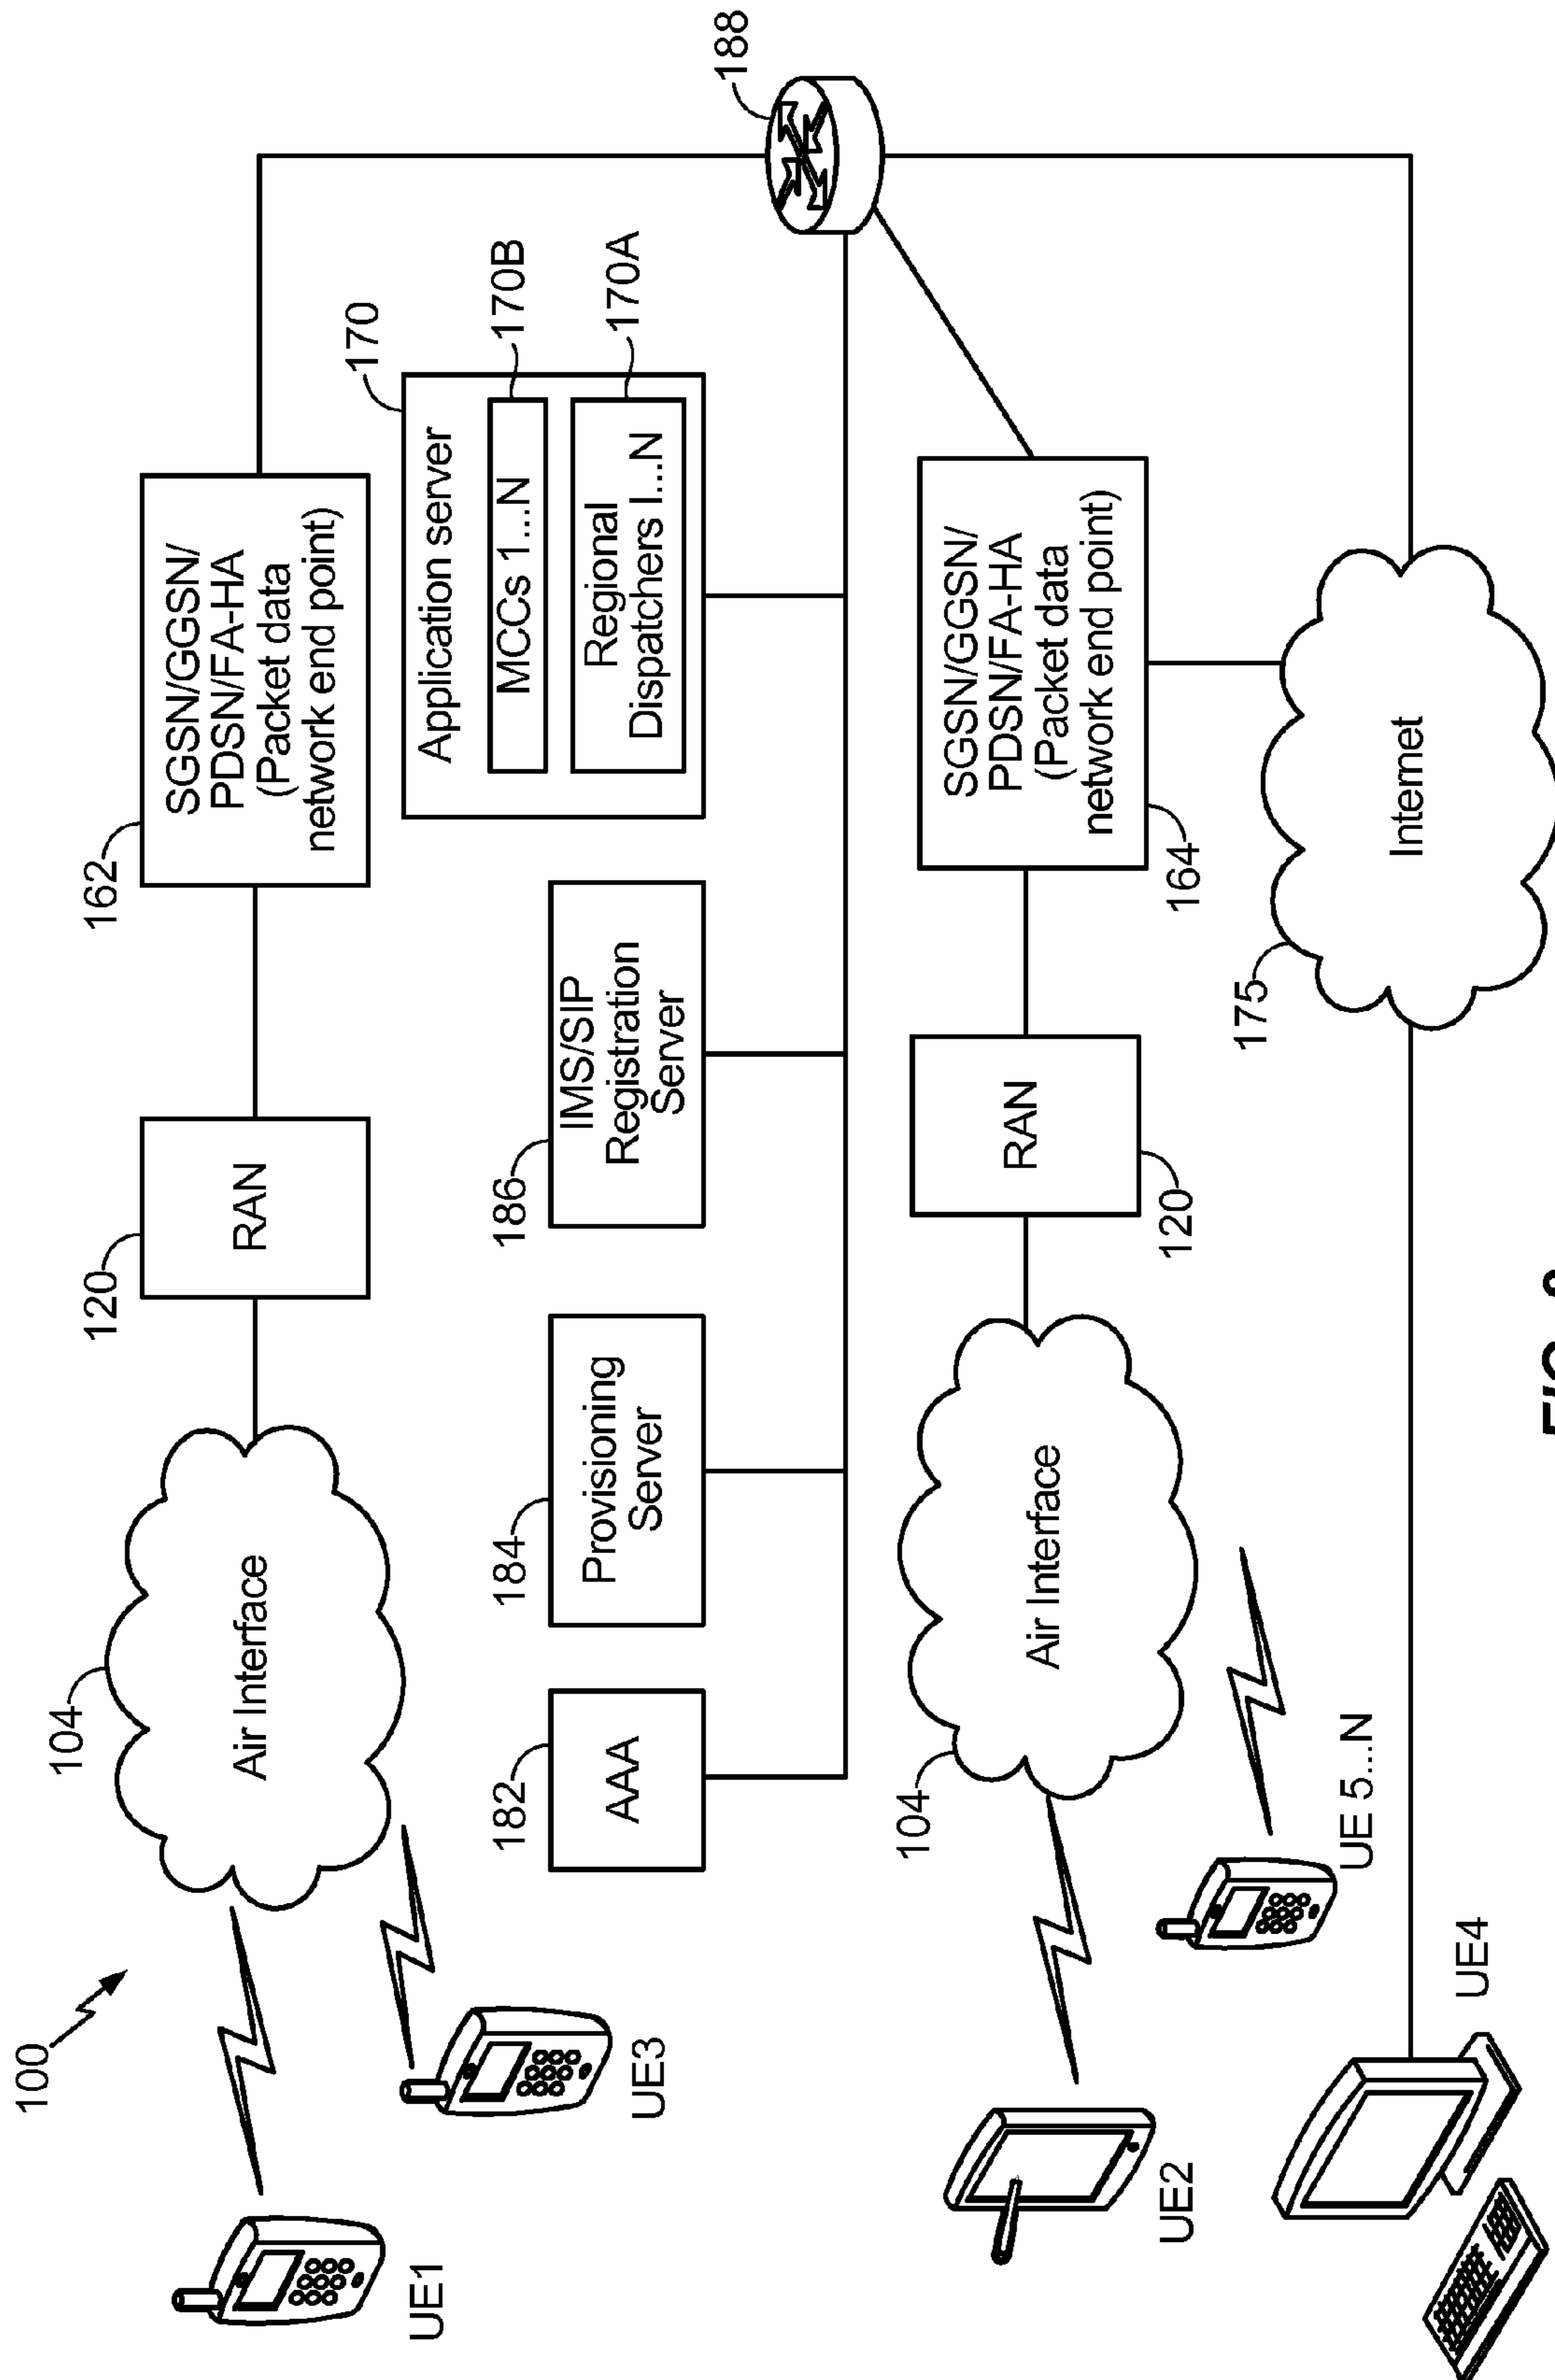 100
UE1
UE3
104
Air Interface
120
RAN
162
SGSN/GGSN/
PDSN/FA-HA
(Packet data
network end point)
182
AAA
184
Provisioning
Server
186
IMS/SIP
Registration
Server
170
Application server
MCCs 1...N
170B
Regional
Dispatchers I...N
170A
188
UE2
104
Air Interface
UE 5...N
RAN
120
SGSN/GGSN/
PDSN/FA-HA
(Packet data
network end point)
164
UE4
175
Internet
FIG.